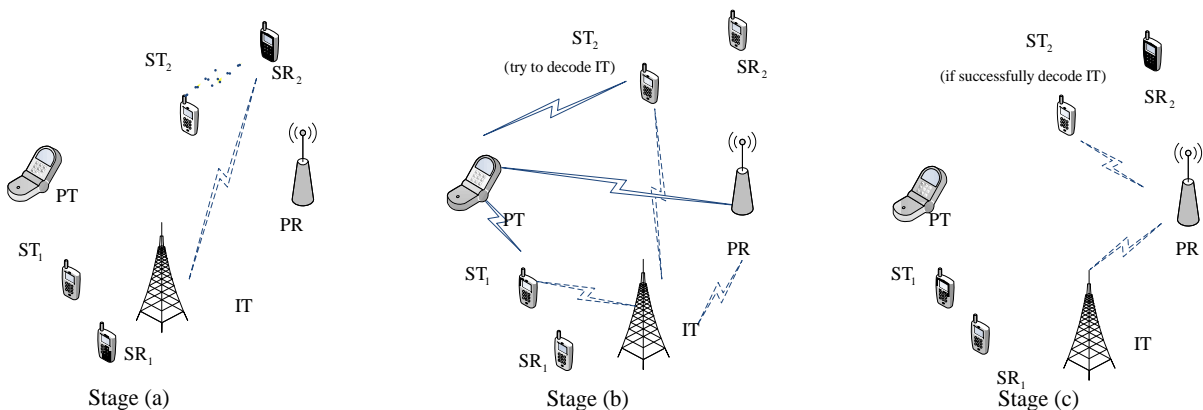 ST2
SR2
PT
PR
ST1
IT
SR1
Stage (a)
ST2
(try to decode IT)
SR2
PT
PR
ST1
IT
SR1
Stage (b)
ST2
(if successfully decode IT)
SR2
PT
PR
ST1
IT
SR1
Stage (c)